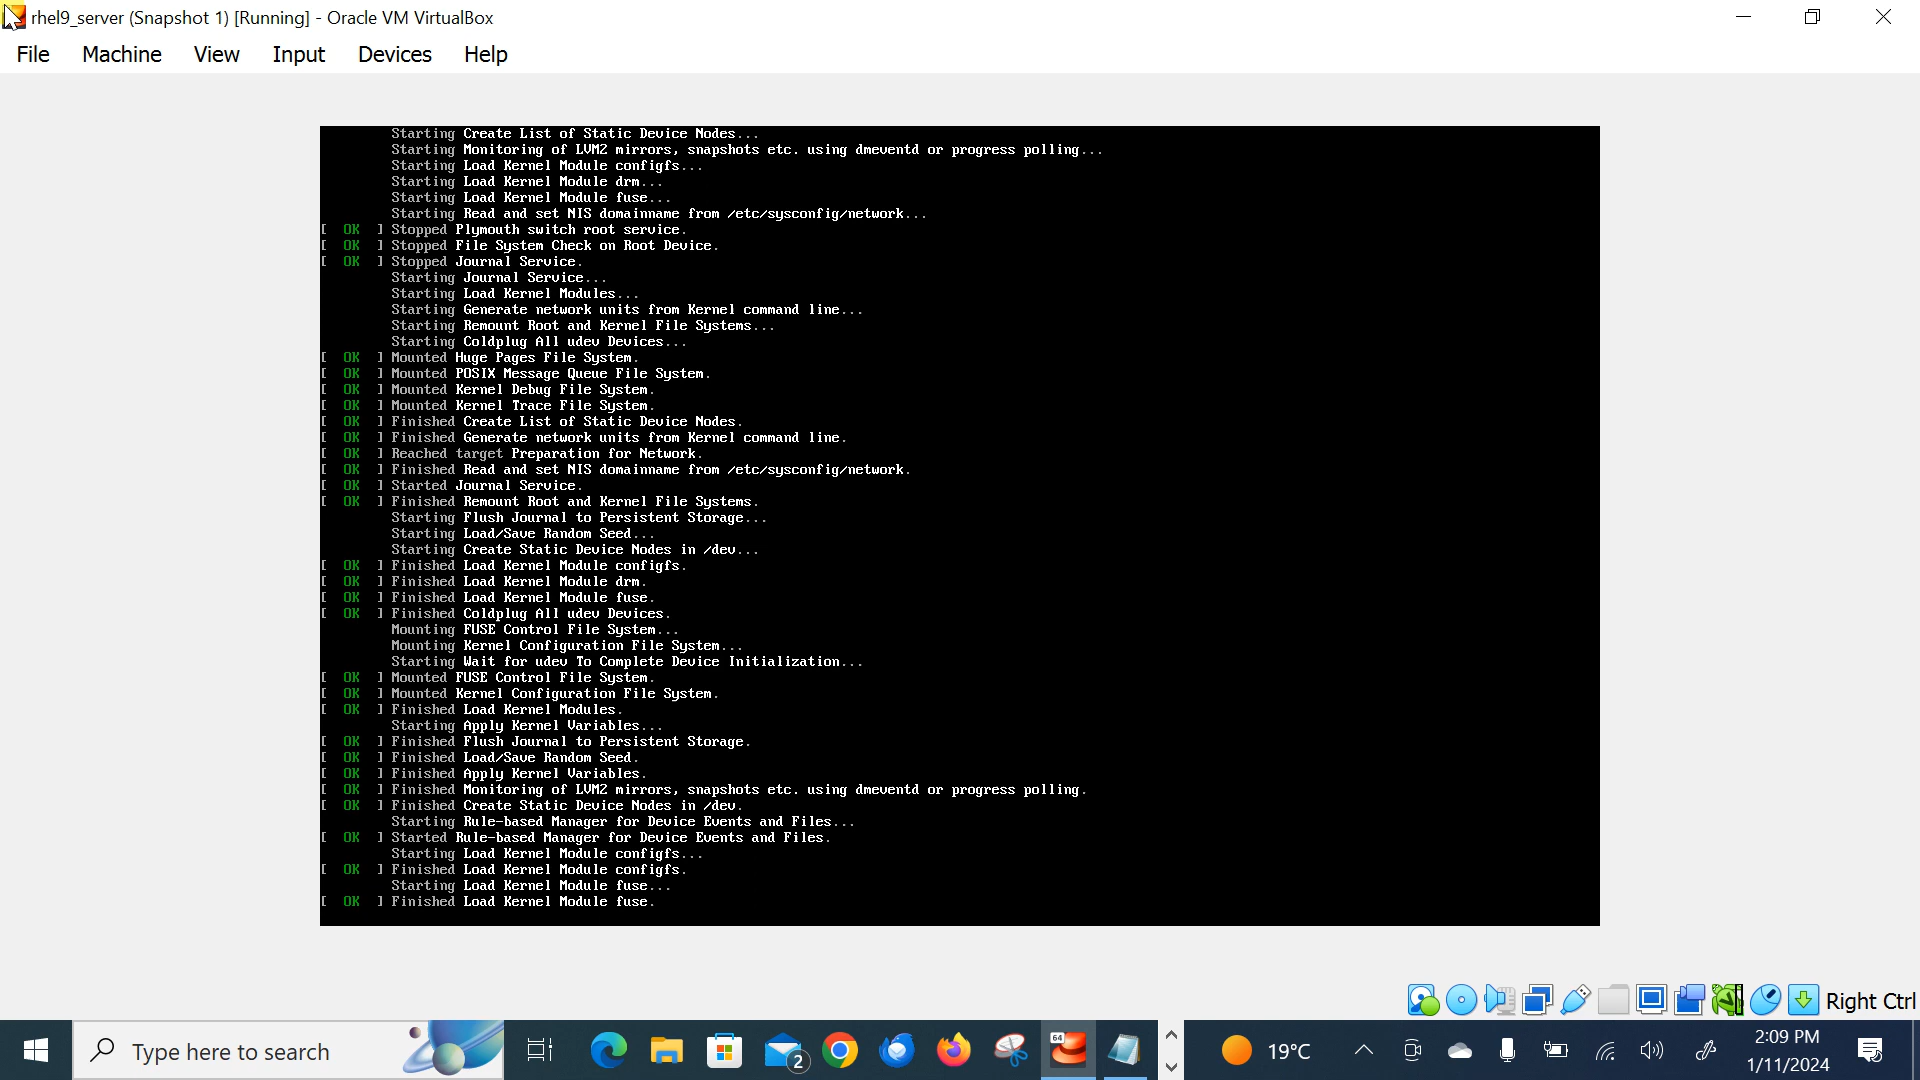 rhel9_server (Snapshot 1) [Running] - Oracle VM VirtualBox
File Machine View Input Devices Help
Starting Create List of Static Device Nodes...
Starting Monitoring of LVM2 mirrors, snapshots etc. using dmeventd or progress polling...
Starting Load Kernel Module configfs...
Starting Load Kernel Module drm...
Starting Load Kernel Module fuse...
Starting Read and set NIS domainname from /etc/sysconfig/network...
[ OK ] Stopped Plymouth switch root service.
[ OK ] Stopped File System Check on Root Device.
[ OK ] Stopped Journal Service.
Starting Journal Service...
Starting Load Kernel Modules...
Starting Generate network units from Kernel command line...
Starting Remount Root and Kernel File Systems...
Starting Coldplug All udev Devices...
[ OK ] Mounted Huge Pages File System.
[ OK ] Mounted POSIX Message Queue File System.
[ OK ] Mounted Kernel Debug File System.
[ OK ] Mounted Kernel Trace File System.
[ OK ] Finished Create List of Static Device Nodes.
[ OK ] Finished Generate network units from Kernel command line.
[ OK ] Reached target Preparation for Network.
[ OK ] Finished Read and set NIS domainname from /etc/sysconfig/network.
[ OK ] Started Journal Service.
[ OK ] Finished Remount Root and Kernel File Systems.
Starting Flush Journal to Persistent Storage...
Starting Load/Save Random Seed...
Starting Create Static Device Nodes in /dev...
[ OK ] Finished Load Kernel Module configfs.
[ OK ] Finished Load Kernel Module drm.
[ OK ] Finished Load Kernel Module fuse.
[ OK ] Finished Coldplug All udev Devices.
Mounting FUSE Control File System...
Mounting Kernel Configuration File System...
Starting Wait for udev To Complete Device Initialization...
[ OK ] Mounted FUSE Control File System.
[ OK ] Mounted Kernel Configuration File System.
[ OK ] Finished Load Kernel Modules.
Starting Apply Kernel Variables...
[ OK ] Finished Flush Journal to Persistent Storage.
[ OK ] Finished Load/Save Random Seed.
[ OK ] Finished Apply Kernel Variables.
[ OK ] Finished Monitoring of LVM2 mirrors, snapshots etc. using dmeventd or progress polling.
[ OK ] Finished Create Static Device Nodes in /dev.
Starting Rule-based Manager for Device Events and Files...
[ OK ] Started Rule-based Manager for Device Events and Files.
Starting Load Kernel Module configfs...
[ OK ] Finished Load Kernel Module configfs.
Starting Load Kernel Module fuse...
[ OK ] Finished Load Kernel Module fuse.
Right Ctrl
Type here to search
2
64
19°C
2:09 PM
1/11/2024